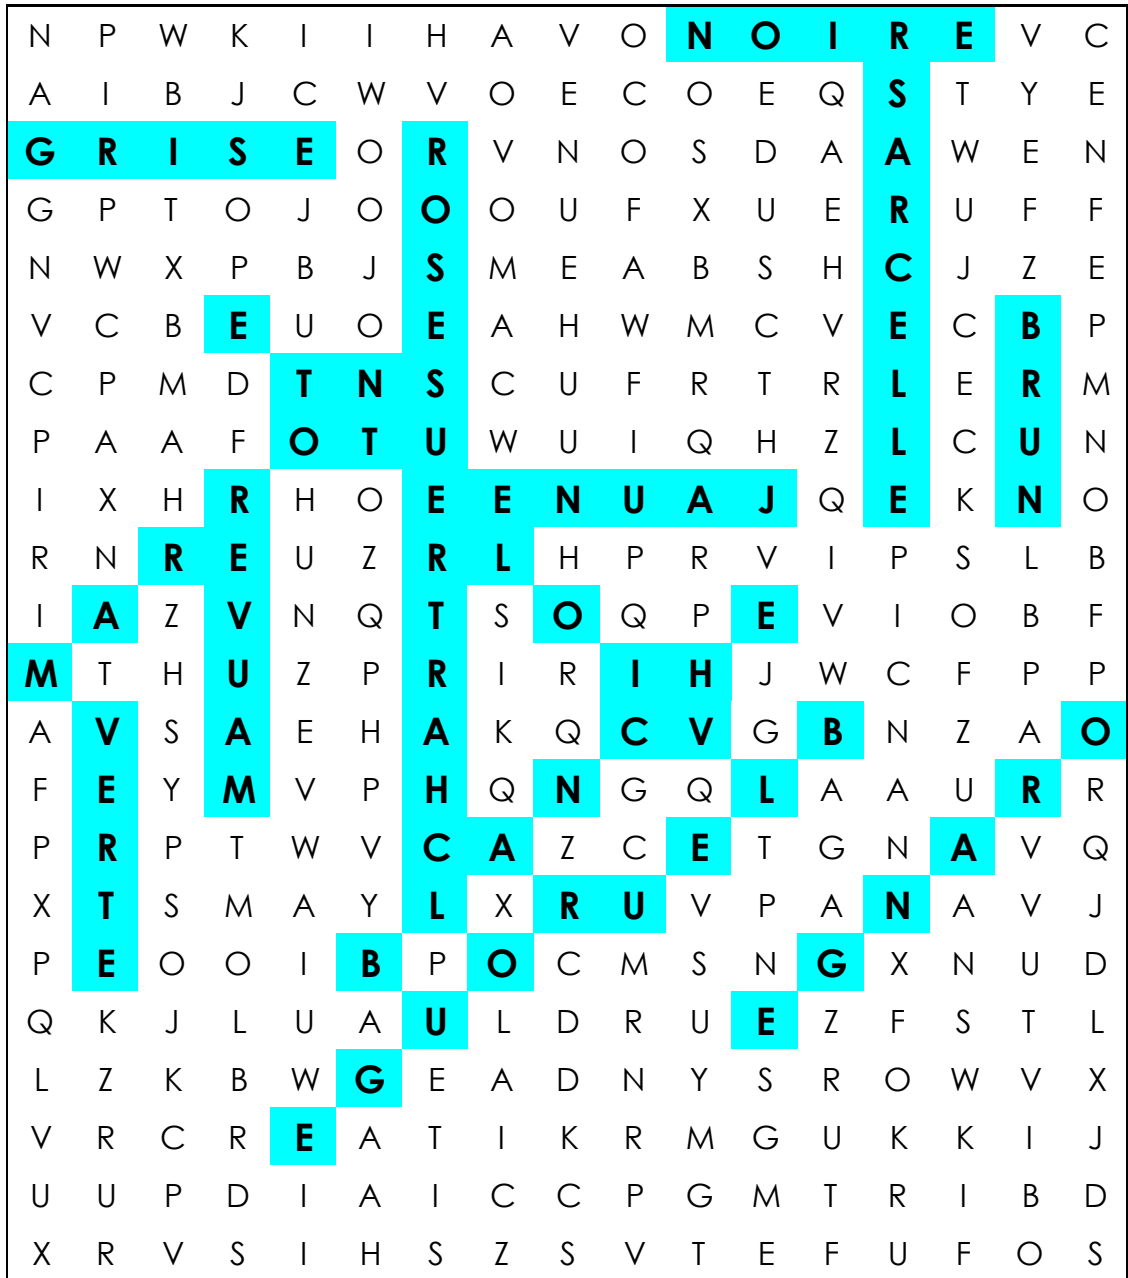 N P W K I I H A V O N O I R E V C
A I B J C W V O E C O E Q S T Y E
G R I S E O R V N O S D A A W E N
G P T O J O O O U F X U E R U F F
N W X P B J S M E A B S H C J Z E
V C B E U O E A H W M C V E C B P
C P M D T N S C U F R T R L E R M
P A A F O T U W U I Q H Z L C U N
I X H R H O E E N U A J Q E K N O
R N R E U Z R L H P R V I P S L B
I A Z V N Q T S O Q P E V I O B F
M T H U Z P R I R I H J W C F P P
A V S A E H A K Q C V G B N Z A O
F E Y M V P H Q N G Q L A A U R R
P R P T W V C A Z C E T G N A V Q
X T S M A Y L X R U V P A N A V J
P E O O I B P O C M S N G X N U D
Q K J L U A U L D R U E Z F S T L
L Z K B W G E A D N Y S R O W V X
V R C R E A T I K R M G U K K I J
U U P D I A I C C P G M T R I B D
X R V S I H S Z S V T E F U F O S